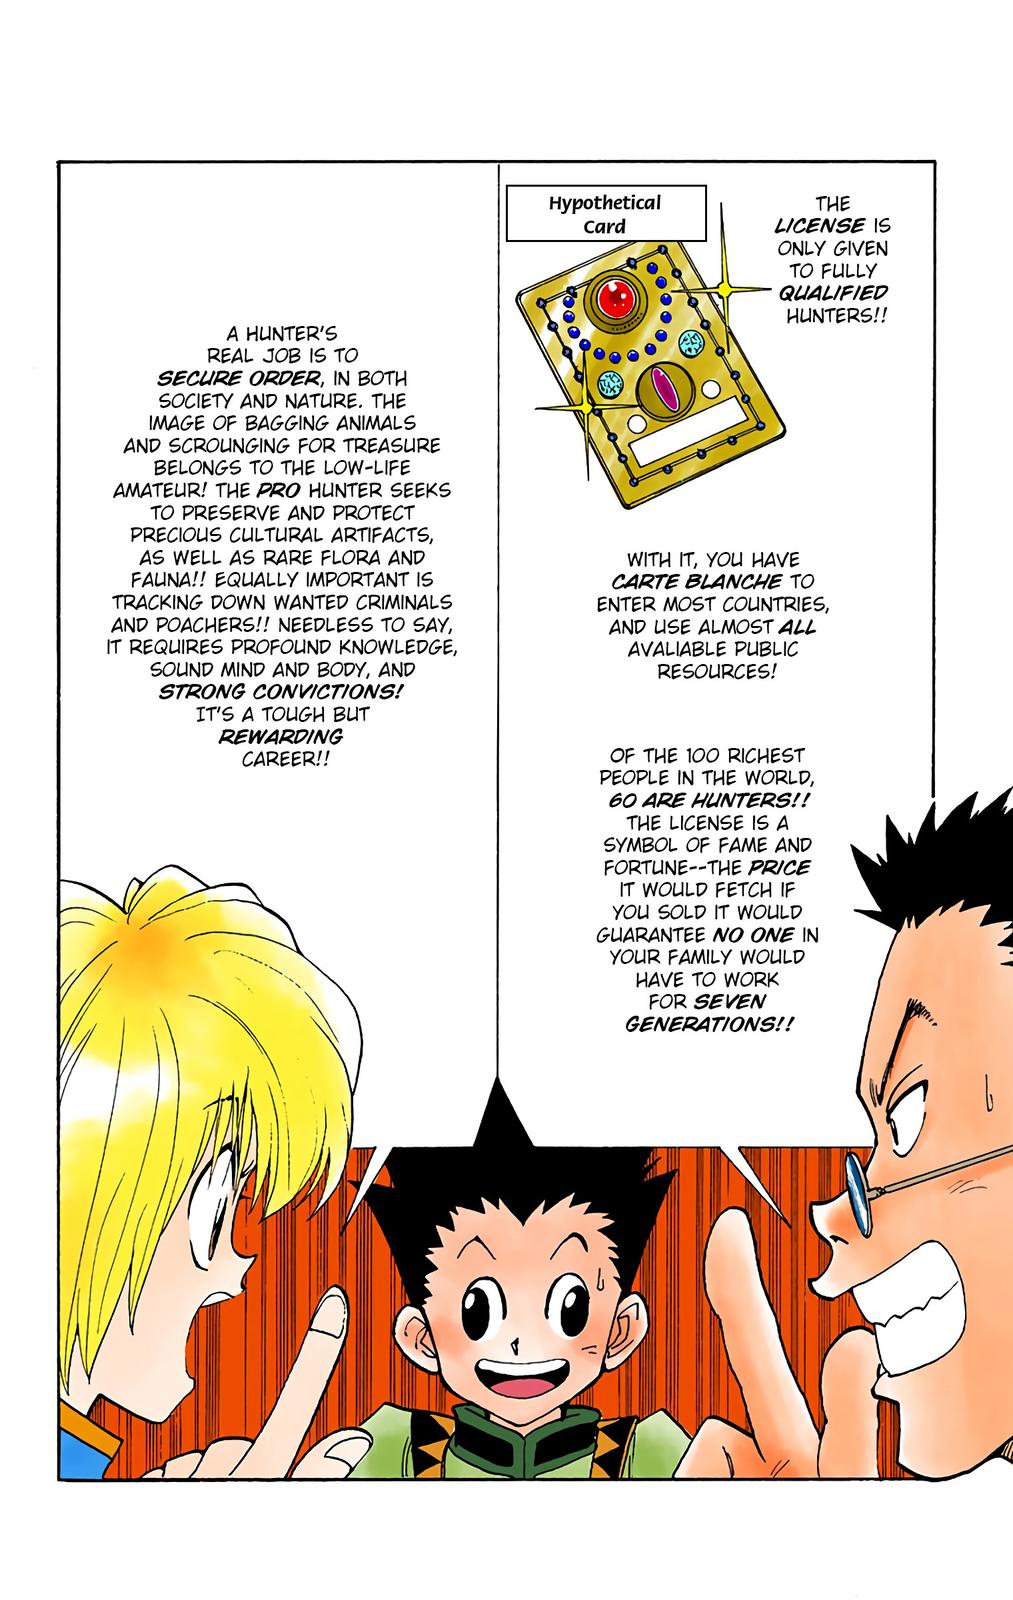 Hypothetical
Card
THE
LICENSE IS
ONLY GIVEN
TO FULLY
QUALIFIED
HUNTERS!!
WITH IT, YOU HAVE
CARTE BLANCHE TO
ENTER MOST COUNTRIES,
AND USE ALMOST ALL
AVALIABLE PUBLIC
RESOURCES!
OF THE 100 RICHEST
PEOPLE IN THE WORLD,
60 ARE HUNTERS!!
THE LICENSE IS A
SYMBOL OF FAME AND
FORTUNE--THE PRICE
IT WOULD FETCH IF
YOU SOLD IT WOULD
GUARANTEE NO ONE IN
YOUR FAMILY WOULD
HAVE TO WORK
FOR SEVEN
GENERATIONS!!
A HUNTER'S
REAL JOB IS TO
SECURE ORDER, IN BOTH
SOCIETY AND NATURE. THE
IMAGE OF BAGGING ANIMALS
AND SCROUNGING FOR TREASURE
BELONGS TO THE LOW-LIFE
AMATEUR! THE PRO HUNTER SEEKS
TO PRESERVE AND PROTECT
PRECIOUS CULTURAL ARTIFACTS,
AS WELL AS RARE FLORA AND
FAUNA!! EQUALLY IMPORTANT IS
TRACKING DOWN WANTED CRIMINALS
AND POACHERS!! NEEDLESS TO SAY,
IT REQUIRES PROFOUND KNOWLEDGE,
SOUND MIND AND BODY, AND
STRONG CONVICTIONS!
IT'S A TOUGH BUT
REWARDING
CAREER!!